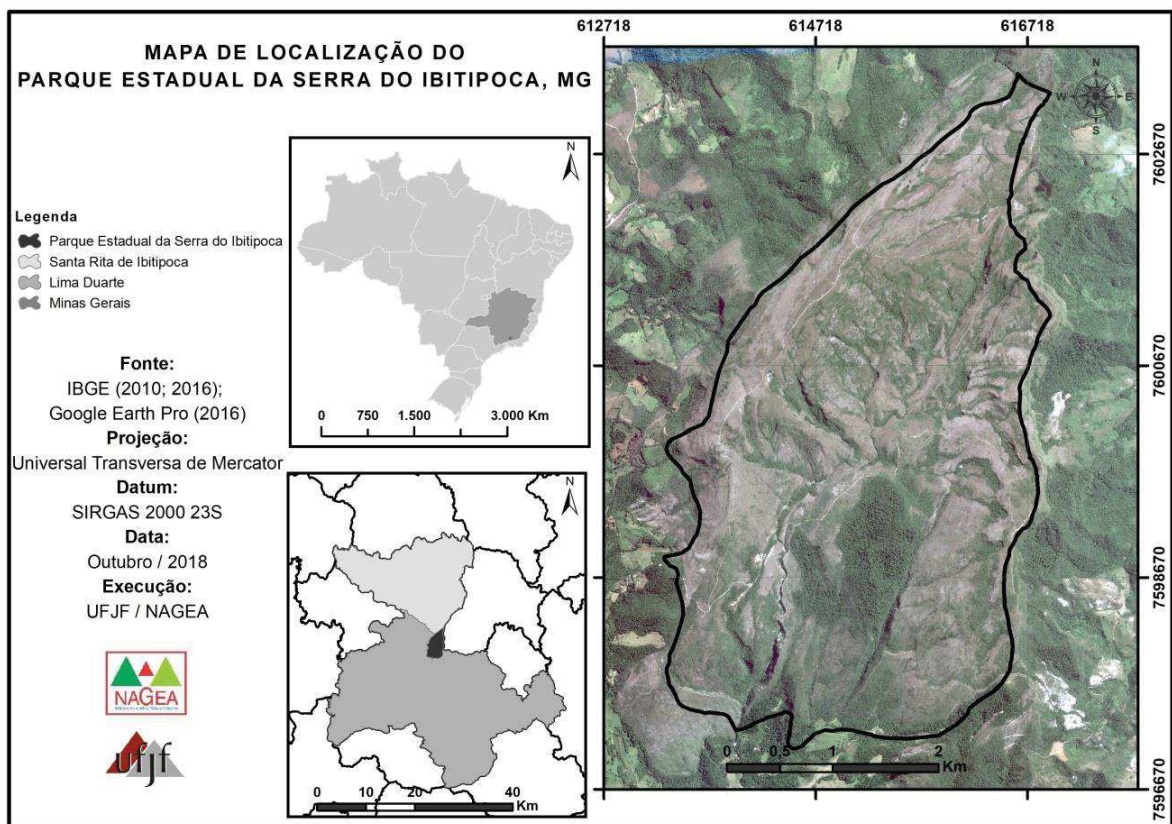 MAPA DE LOCALIZAÇÃO DO
PARQUE ESTADUAL DA SERRA DO IBITIPOCA, MG
Legenda
Parque Estadual da Serra do Ibitipoca
Santa Rita de Ibitipoca
Lima Duarte
Minas Gerais
Fonte:
IBGE (2010; 2016);
Google Earth Pro (2016)
Projeção:
Universal Transversa de Mercator
Datum:
SIRGAS 2000 23S
Data:
Outubro / 2018
Execução:
UFJF / NAGEA
NAGEA
ufjf
N
0 750 1.500 3.000 Km
N
0 10 20 40
Km
612718 614718 616718
N
W E
S
7602670
7600670
7598670
7596670
0 0,5 1 2
Km